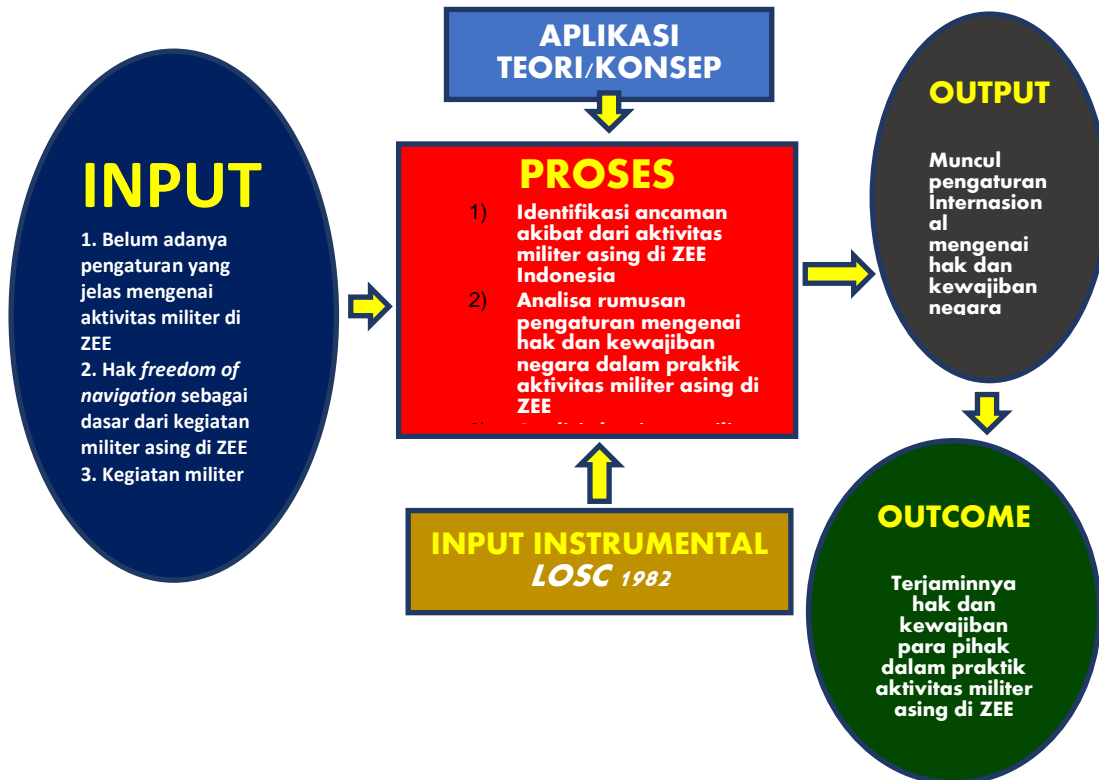 INPUT
1. Belum adanya
pengaturan yang
jelas mengenai
aktivitas militer di
ZEE
2. Hak freedom of
navigation sebagai
dasar dari kegiatan
militer asing di ZEE
3. Kegiatan militer
APLIKASI
TEORI/KONSEP
PROSES
1) Identifikasi ancaman
akibat dari aktivitas
militer asing di ZEE
Indonesia
2) Analisa rumusan
pengaturan mengenai
hak dan kewajiban
negara dalam praktik
aktivitas militer asing di
ZEE
INPUT INSTRUMENTAL
LOSC 1982
OUTPUT
Muncul
pengaturan
Internasion
al
mengenai
hak dan
kewajiban
negara
OUTCOME
Terjaminnya
hak dan
kewajiban
para pihak
dalam praktik
aktivitas militer
asing di ZEE